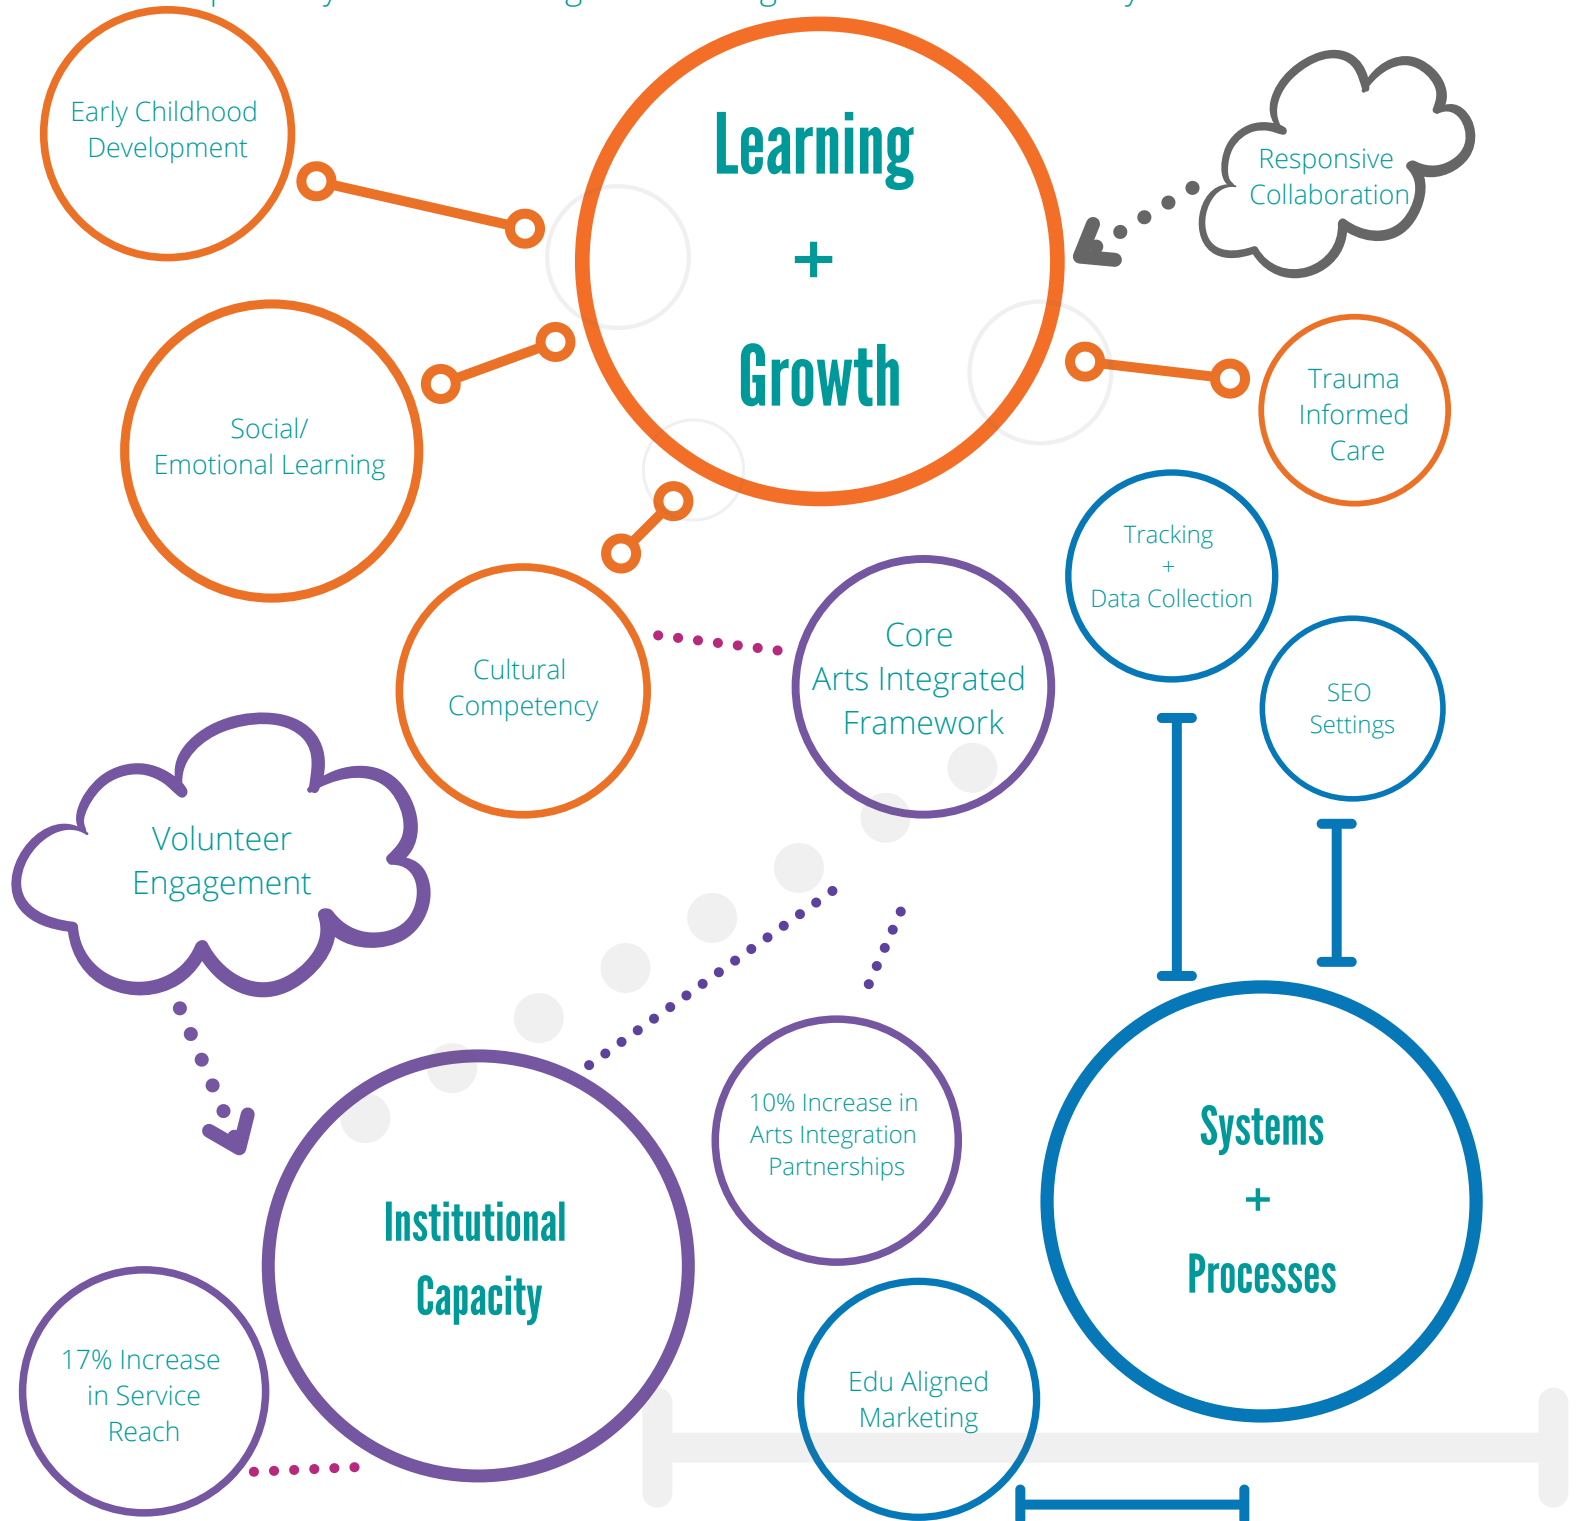 Early Childhood
Development
Learning
+
Growth
Responsive
Collaboration
Social/
Emotional Learning
Trauma
Informed
Care
Tracking
+
Data Collection
Core
Arts Integrated
Framework
Cultural
Competency
SEO
Settings
Volunteer
Engagement
10% Increase in
Arts Integration
Partnerships
Systems
+
Processes
Institutional
Capacity
17% Increase
in Service
Reach
Edu Aligned
Marketing